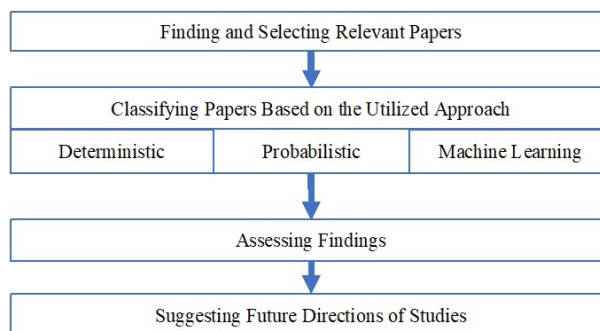 Finding and Selecting Relevant Papers
Classifying Papers Based on the Utilized Approach
Deterministic
Probabilistic
Machine Learning
Assessing Findings
Suggesting Future Directions of Studies